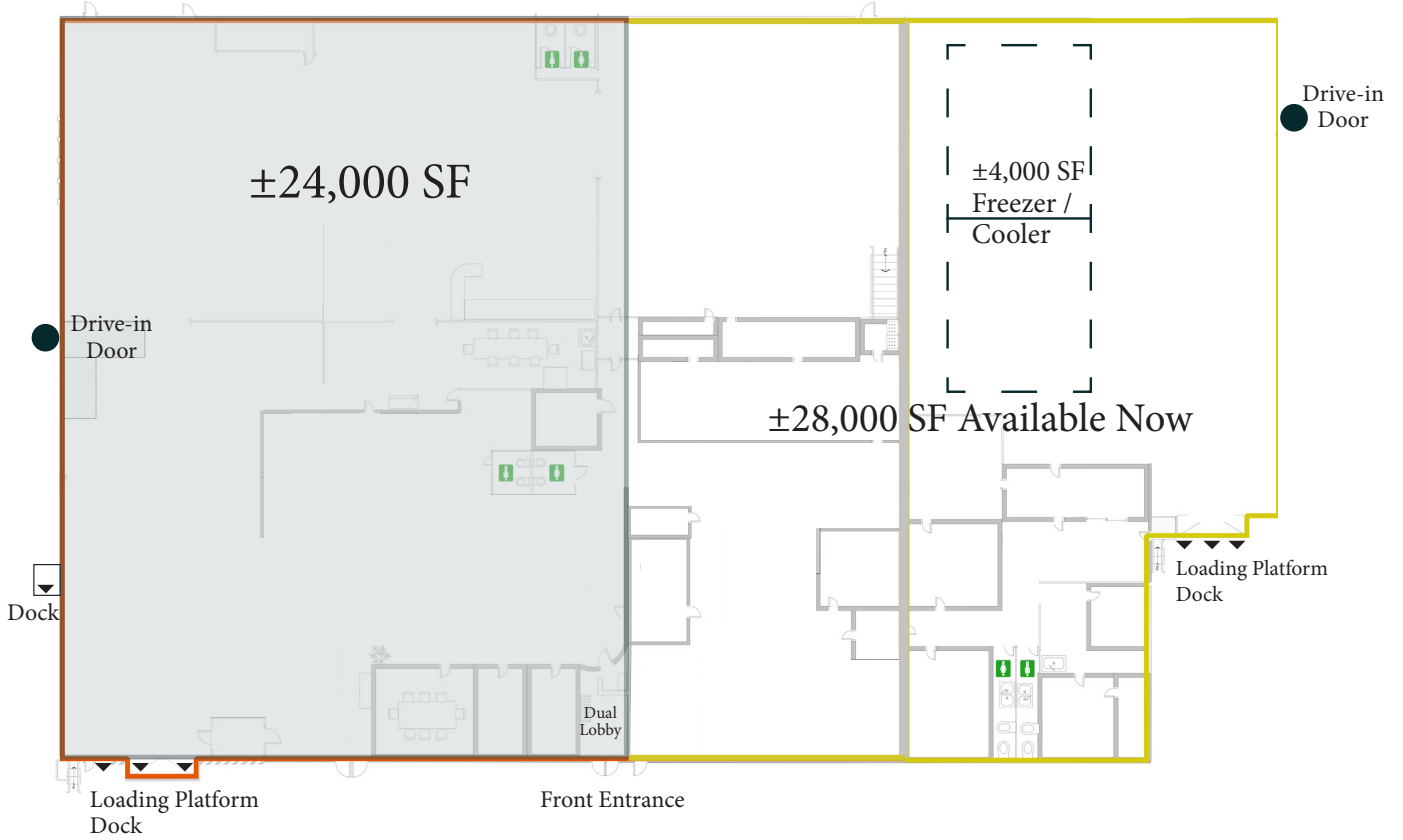 Drive-in
Door
±24,000 SF
±4,000 SF
Freezer /
Cooler
Drive-in
Door
±28,000 SF Available Now
Loading Platform
Dock
Dock
Dual
Lobby
Loading Platform
Dock
Front Entrance